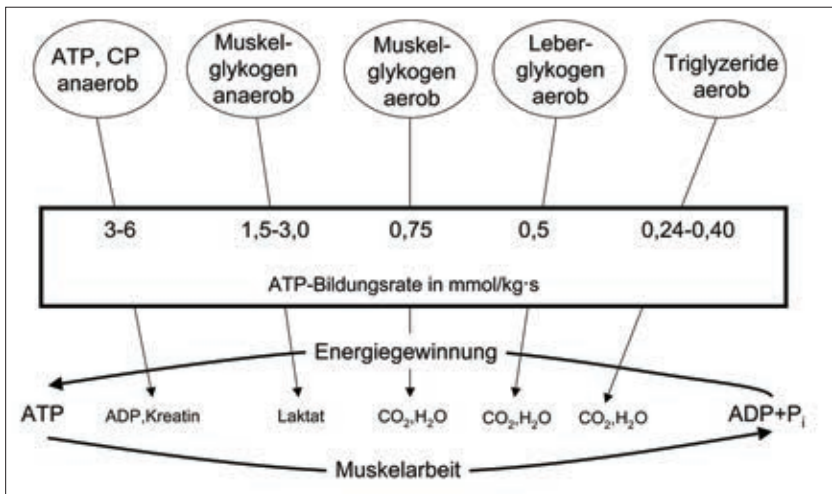 ATP, CP
anaerob
Muskel-
glykogen
anaerob
Muskel-
glykogen
aerob
Leber-
glykogen
aerob
Triglyzeride
aerob
3-6
1,5-3,0
0,75
0,5
0,24-0,40
ATP-Bildungsrate in mmol/kg·s
Energiegewinnung
ATP
ADP,Kreatin
Laktat
CO₂,H₂O
CO₂,H₂O
CO₂,H₂O
ADP+Pᵢ
Muskelarbeit